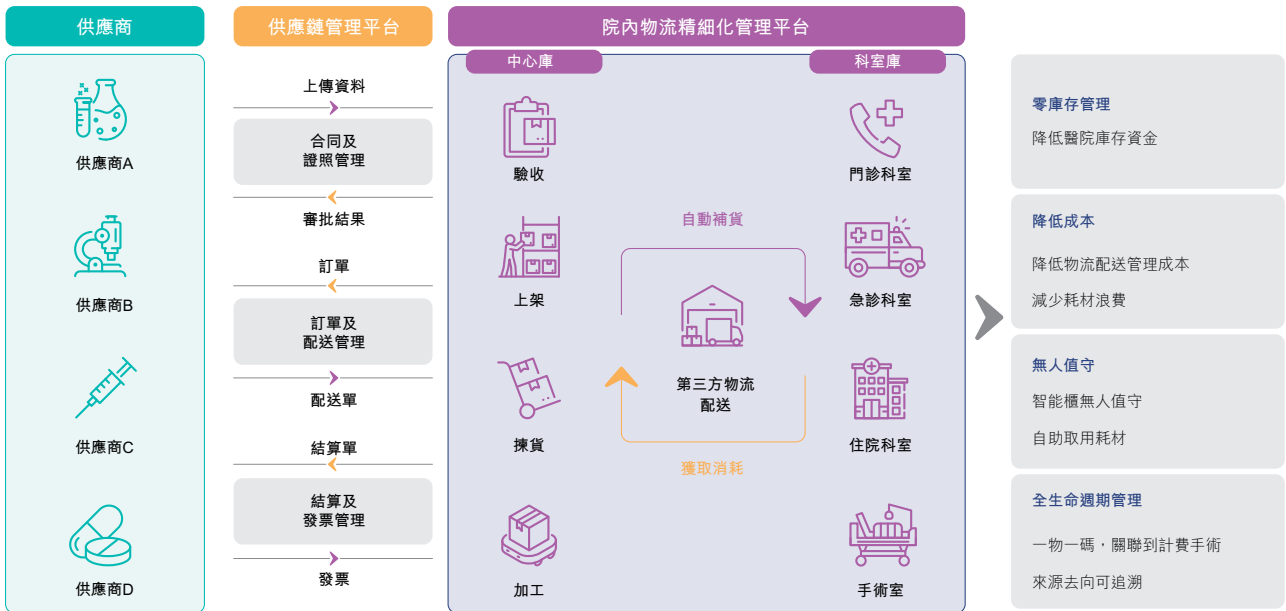 供應商
供應鏈管理平台
院內物流精細化管理平台
供應商A
供應商B
供應商C
供應商D
上傳資料
合同及
證照管理
審批結果
訂單
訂單及
配送管理
配送單
結算單
結算及
發票管理
發票
中心庫
驗收
上架
揀貨
加工
自動補貨
第三方物流
配送
獲取消耗
科室庫
門診科室
急診科室
住院科室
手術室
零庫存管理
降低醫院庫存資金
降低成本
降低物流配送管理成本
減少耗材浪費
無人值守
智能櫃無人值守
自助取用耗材
全生命週期管理
一物一碼，關聯到計費手術
來源去向可追溯